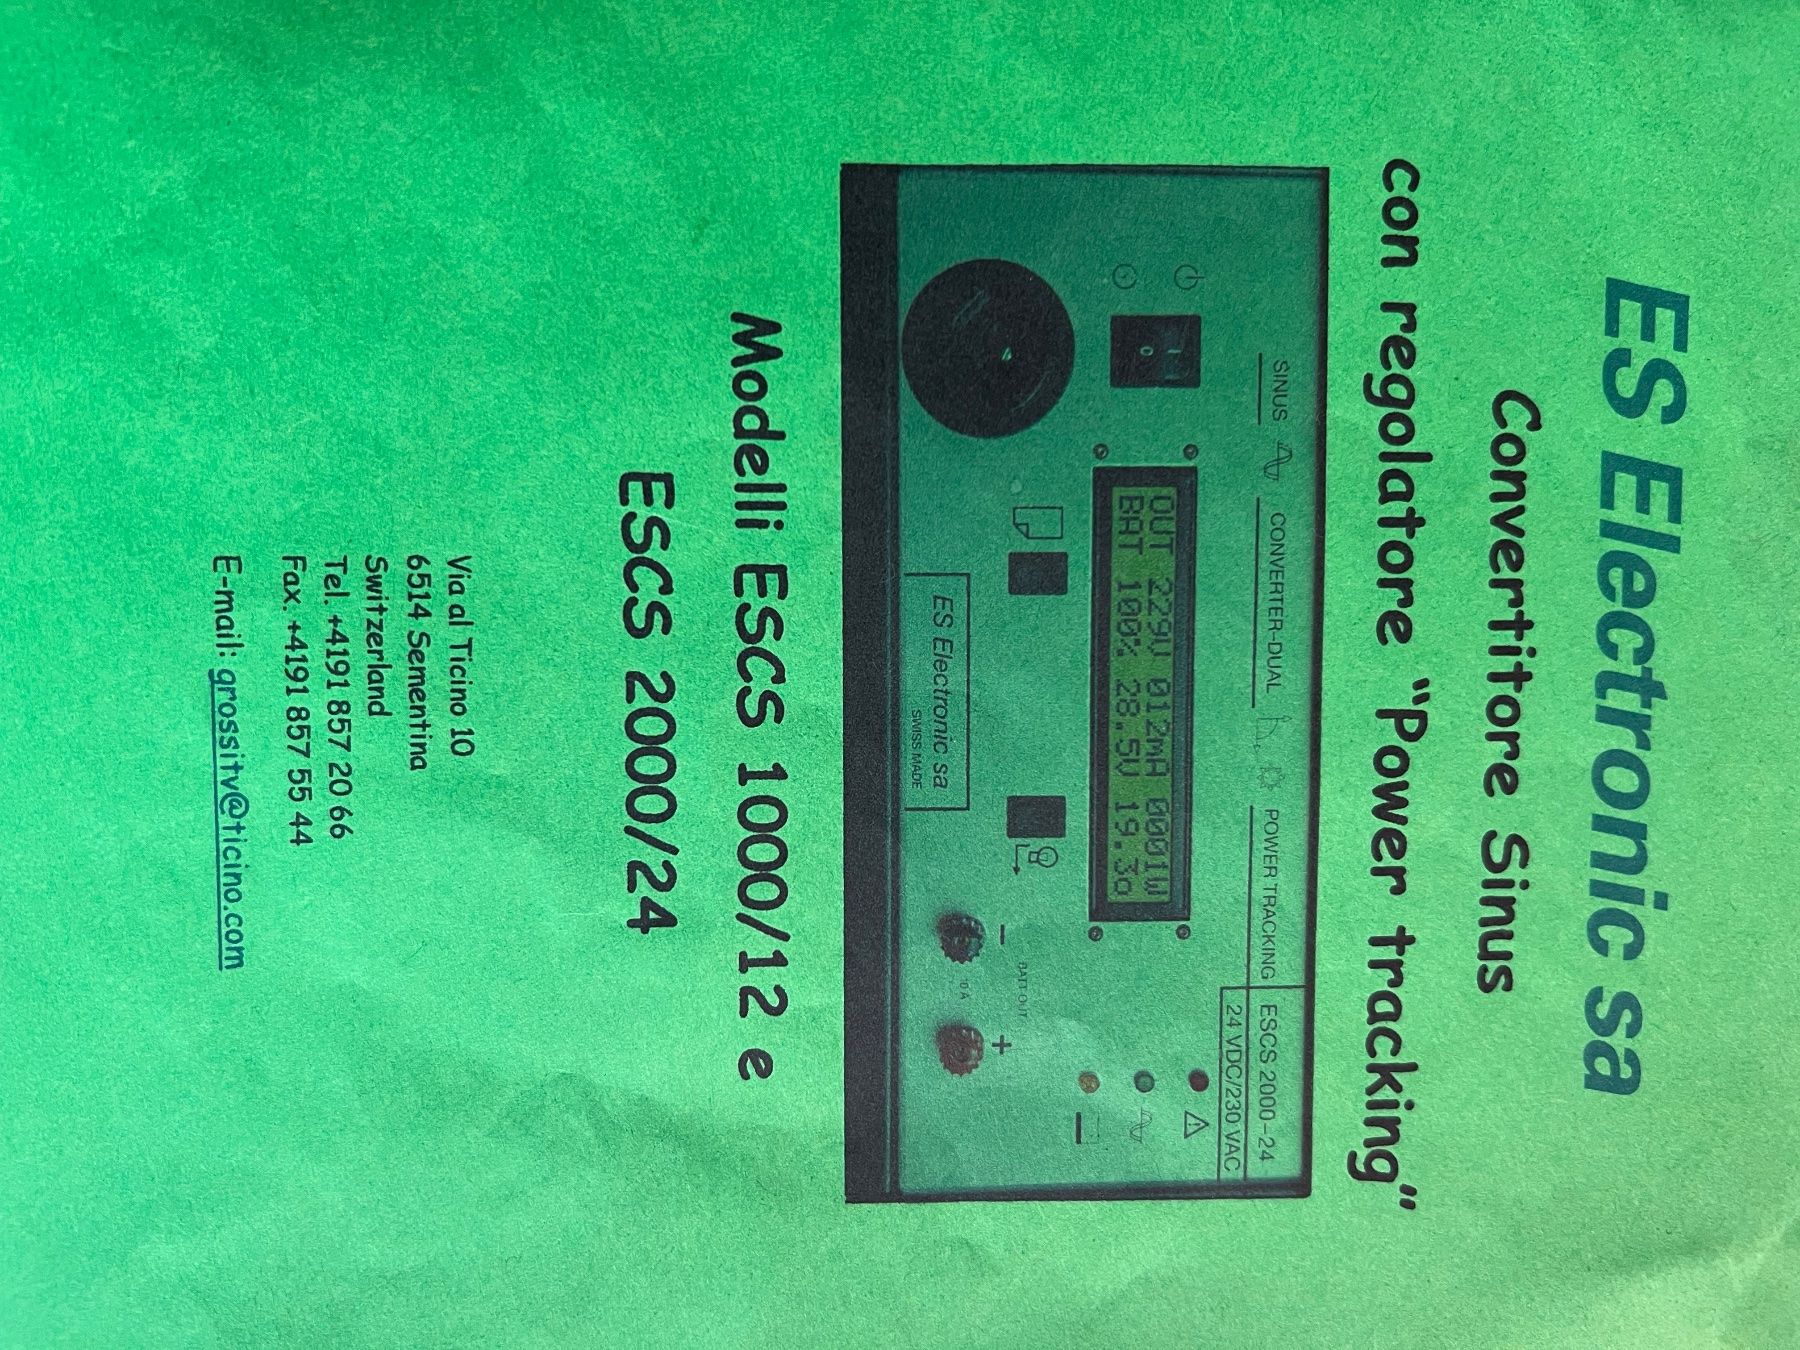 ES Electronic sa
Convertitore Sinus
con regolatore “Power tracking”
SINUS CONVERTER-DUAL POWER TRACKING ESCS 2000-24
24 VDC/230 VAC
I O
OUT 229V 012mA 0001W
BAT 100% 28.5V 19.3a
- +
BATT OUT
10 A
ES Electronic sa
SWISS MADE
Modelli ESCS 1000/12 e
ESCS 2000/24
Via al Ticino 10
6514 Sementina
Switzerland
Tel. +4191 857 20 66
Fax. +4191 857 55 44
E-mail: grossitv@ticino.com